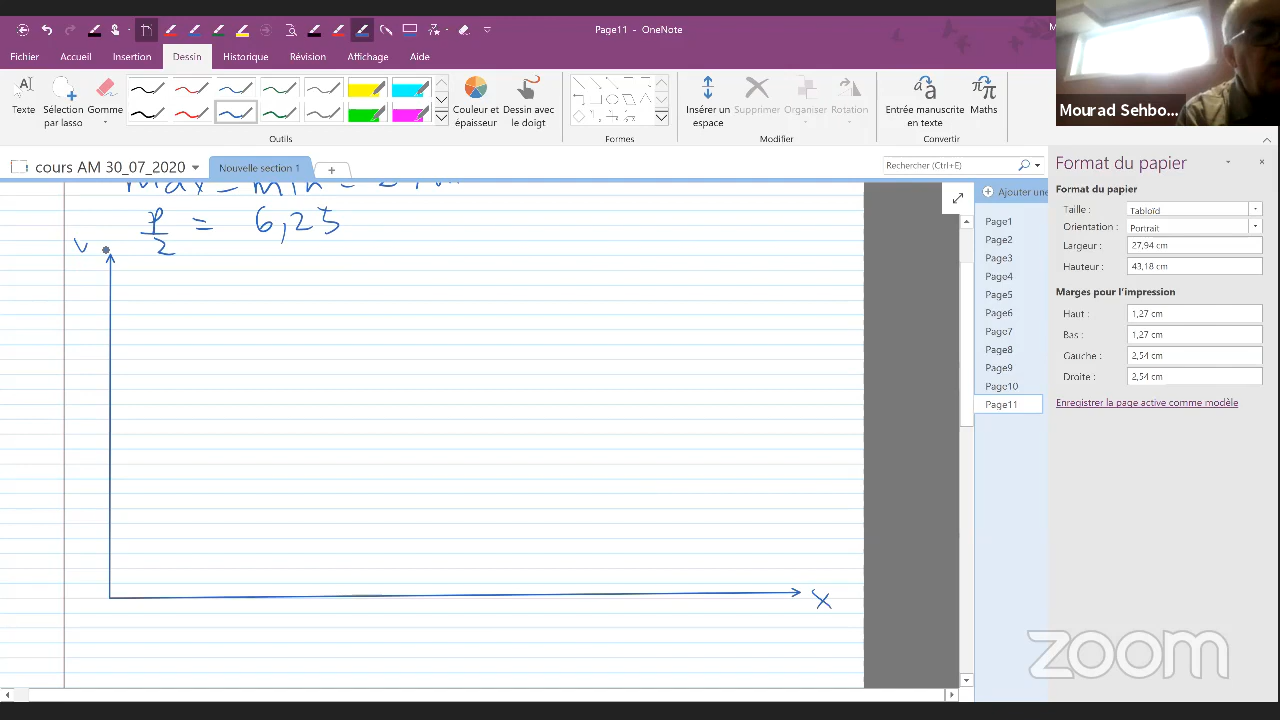 Page11 - OneNote
Fichier Accueil Insertion Dessin Historique Révision Affichage Aide
Texte
Sélection par lasso
Gomme
Couleur et épaisseur
Dessin avec le doigt
Insérer un espace
Supprimer
Organiser
Rotation
Entrée manuscrite en texte
Maths
Outils
Formes
Modifier
Convertir
Mourad Sehbo...
cours AM 30_07_2020
Nouvelle section 1
Rechercher (Ctrl+E)
Ajouter une
Page1
Page2
Page3
Page4
Page5
Page6
Page7
Page8
Page9
Page10
Page11
Format du papier
Format du papier
Taille : Tabloïd
Orientation : Portrait
Largeur : 27,94 cm
Hauteur : 43,18 cm
Marges pour l'impression
Haut : 1,27 cm
Bas : 1,27 cm
Gauche : 2,54 cm
Droite : 2,54 cm
Enregistrer la page active comme modèle
max - min =
P/2 = 6,25
V
X
zoom